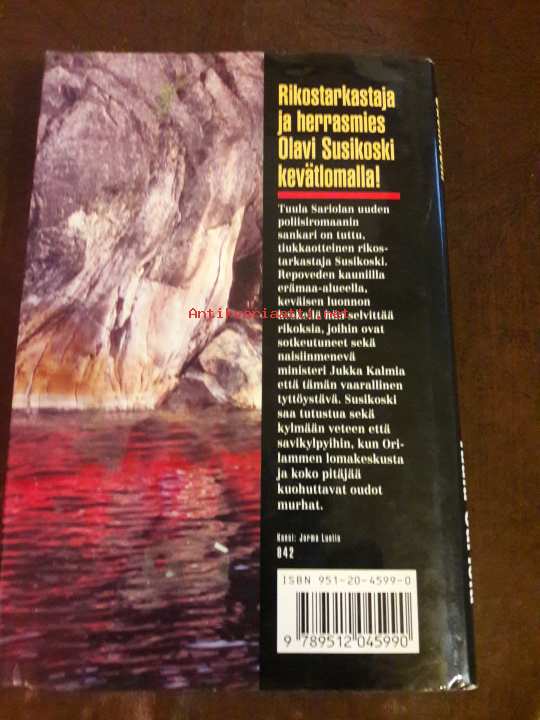 Rikostarkastaja
ja herrasmies
Olavi Susikoski
kevätlomalla!
Tuula Sariolan uuden
poliisiromaanin
sankari on tuttu,
tiukkaotteinen rikos-
tarkastaja Susikoski.
Repoveden kauniilla
erämaa-alueella,
keväisen luonnon
hän selvittää
rikoksia, joihin ovat
sotkeutuneet sekä
naisiinmenevä
ministeri Jukka Kalmia
että tämän vaarallinen
tyttöystävä. Susikoski
saa tutustua sekä
kylmään veteen että
savikylpyihin, kun Ori-
lammen lomakeskusta
ja koko pitäjää
kuohuttavat oudot
murhat.
Kansi: Jorma Luotio
842
ISBN 951-20-4599-0
9 789512 045990
Antikvariaatti.net